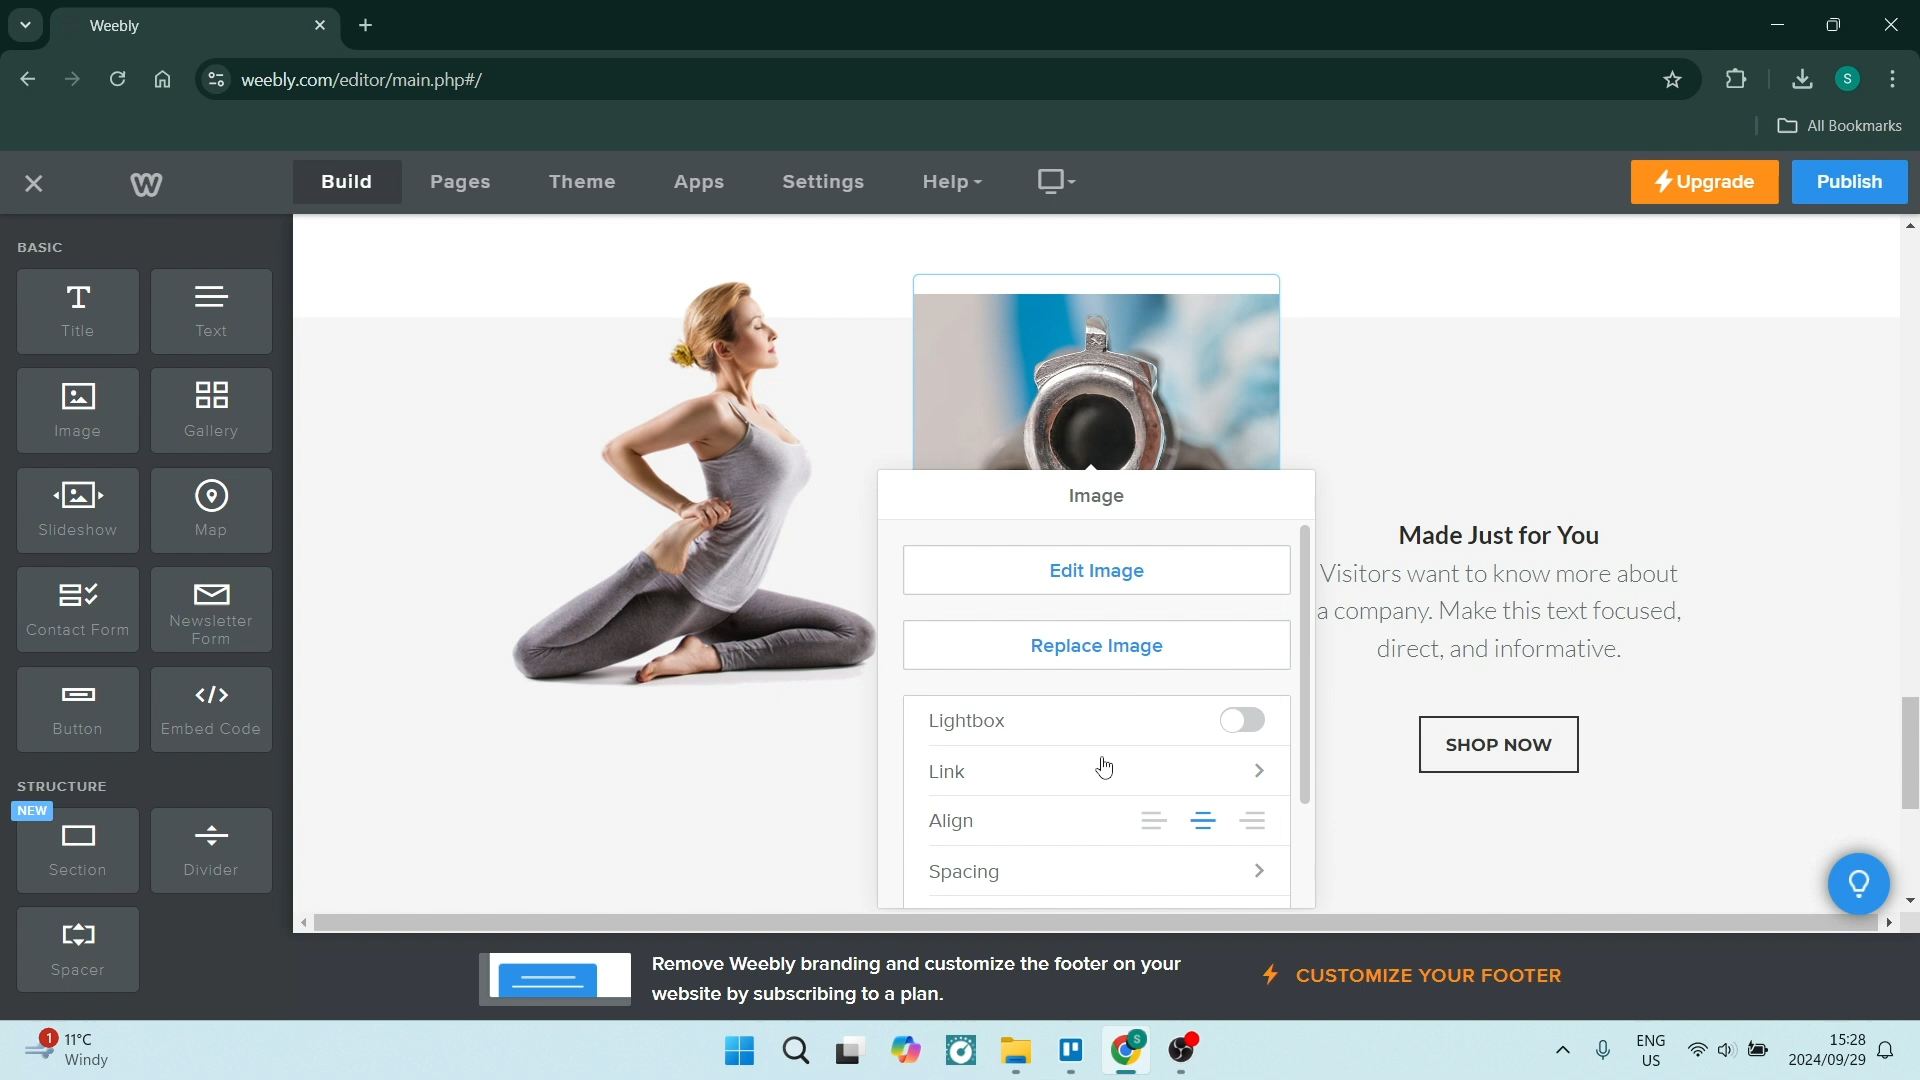 Weebly
weebly.com/editor/main.php#/
S
All Bookmarks
Build
Pages
Theme
Apps
Settings
Help
Upgrade
Publish
BASIC
Title
Text
Image
Gallery
Slideshow
Map
Contact Form
Newsletter
Form
Button
Embed Code
STRUCTURE
NEW
Section
Divider
Spacer
Image
Edit Image
Replace Image
Lightbox
Link
Align
Spacing
Made Just for You
Visitors want to know more about
a company. Make this text focused,
direct, and informative.
SHOP NOW
Remove Weebly branding and customize the footer on your
website by subscribing to a plan.
CUSTOMIZE YOUR FOOTER
1
11°C
Windy
S
ENG
US
15:28
2024/09/29